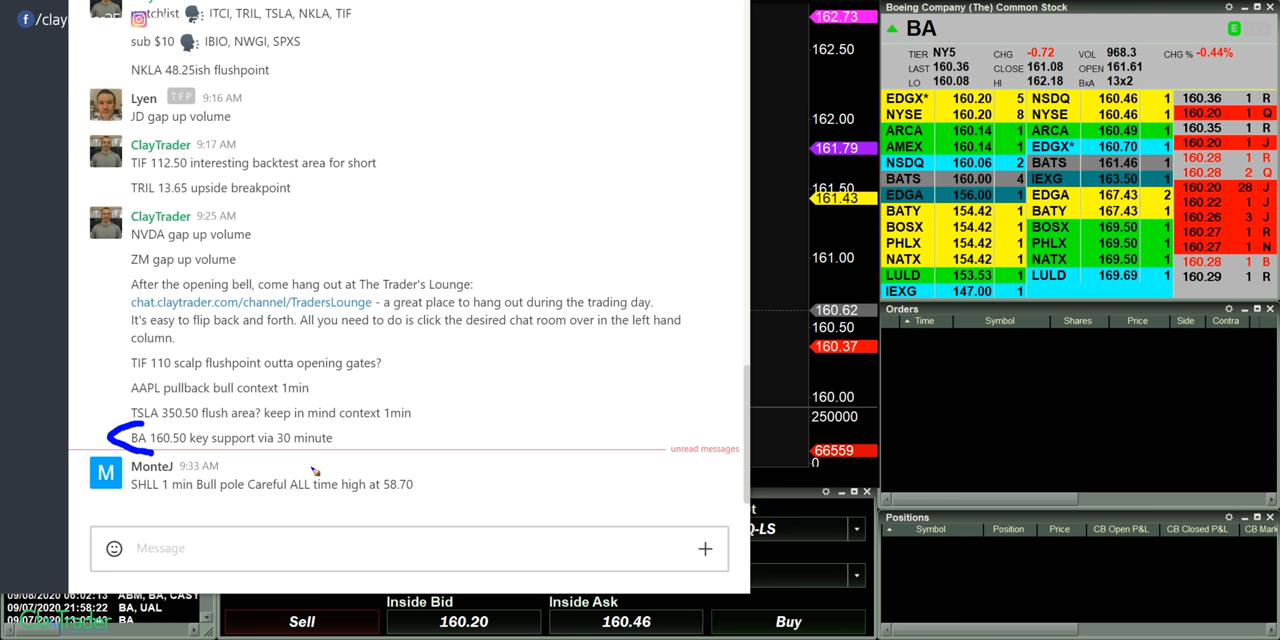 /clay
watchlist ITCI, TRIL, TSLA, NKLA, TIF
sub $10 IBIO, NWGI, SPXS
NKLA 48.25ish flushpoint
Lyen TFP 9:16 AM
JD gap up volume
ClayTrader 9:17 AM
TIF 112.50 interesting backtest area for short
TRIL 13.65 upside breakpoint
ClayTrader 9:25 AM
NVDA gap up volume
ZM gap up volume
After the opening bell, come hang out at The Trader's Lounge:
chat.claytrader.com/channel/TradersLounge - a great place to hang out during the trading day.
It's easy to flip back and forth. All you need to do is click the desired chat room over in the left hand
column.
TIF 110 scalp flushpoint outta opening gates?
AAPL pullback bull context 1min
TSLA 350.50 flush area? keep in mind context 1min
BA 160.50 key support via 30 minute
unread messages
M MonteJ 9:33 AM
SHLL 1 min Bull pole Careful ALL time high at 58.70
Message
162.73
162.50
162.00
161.79
161.50
161.43
161.00
160.62
160.50
160.37
160.00
250000
66559
0
Boeing Company (The) Common Stock
BA E
TIER NY5 CHG -0.72 VOL 968.3 CHG % -0.44%
LAST 160.36 CLOSE 161.08 OPEN 161.61
LO 160.08 HI 162.18 BxA 13x2
EDGX* 160.20 5 NSDQ 160.46 1 160.36 1 R
NYSE 160.20 8 NYSE 160.46 1 160.20 1 Q
ARCA 160.14 1 ARCA 160.49 1 160.35 1 R
AMEX 160.14 1 EDGX* 160.70 1 160.20 1 J
NSDQ 160.06 2 BATS 161.46 1 160.28 1 R
BATS 160.00 4 IEXG 163.50 1 160.28 2 Q
EDGA 156.00 1 EDGA 167.43 2 160.20 28 J
BATY 154.42 1 BATY 167.43 1 160.22 1 J
BOSX 154.42 1 BOSX 169.50 1 160.26 3 J
PHLX 154.42 1 PHLX 169.50 1 160.27 1 R
NATX 154.42 1 NATX 169.50 1 160.27 1 N
LULD 153.53 1 LULD 169.69 1 160.28 1 B
IEXG 147.00 1 160.29 1 R
Orders
Time Symbol Shares Price Side Contra
Positions
Symbol Position Price CB Open P&L CB Closed P&L CB Mark
Q-LS
09/08/2020 06:02:13 ABM, BA, CASY
09/07/2020 21:58:22 BA, UAL
09/07/2020 BA
ClayTrader
Inside Bid Inside Ask
Sell 160.20 160.46 Buy